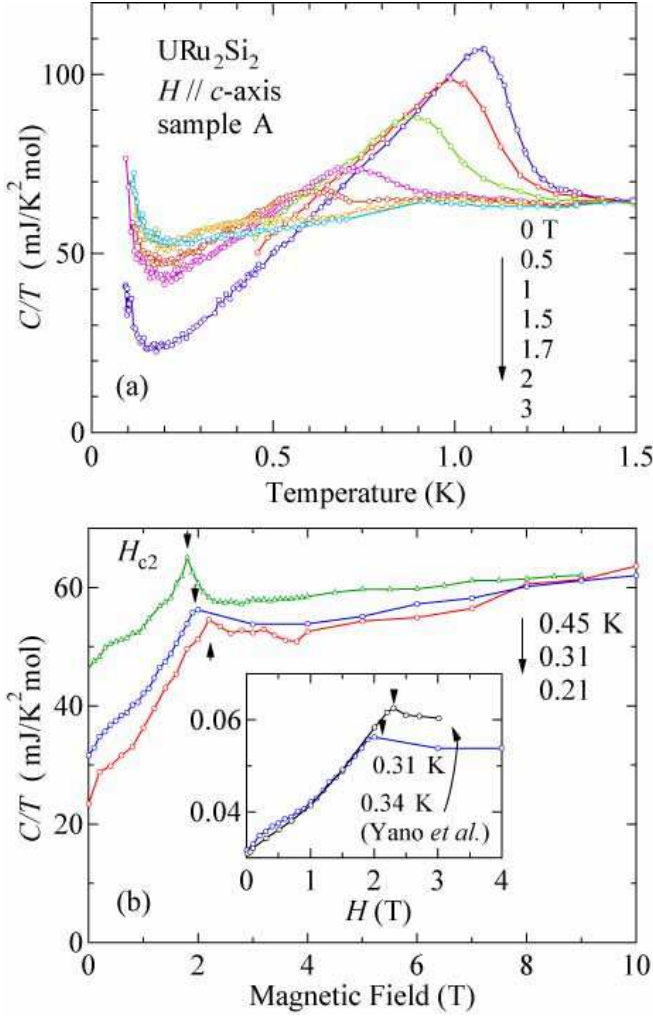 100
50
0
C/T (mJ/K²mol)
URu₂Si₂
H // c-axis
sample A
0 T
0.5
1
1.5
1.7
2
3
(a)
0 0.5 1.0 1.5
Temperature (K)
60
40
20
0
C/T (mJ/K²mol)
H_c2
0.45 K
0.31
0.21
0.06
0.04
0.31 K
0.34 K
(Yano et al.)
0 1 2 3 4
H (T)
(b)
0 2 4 6 8 10
Magnetic Field (T)